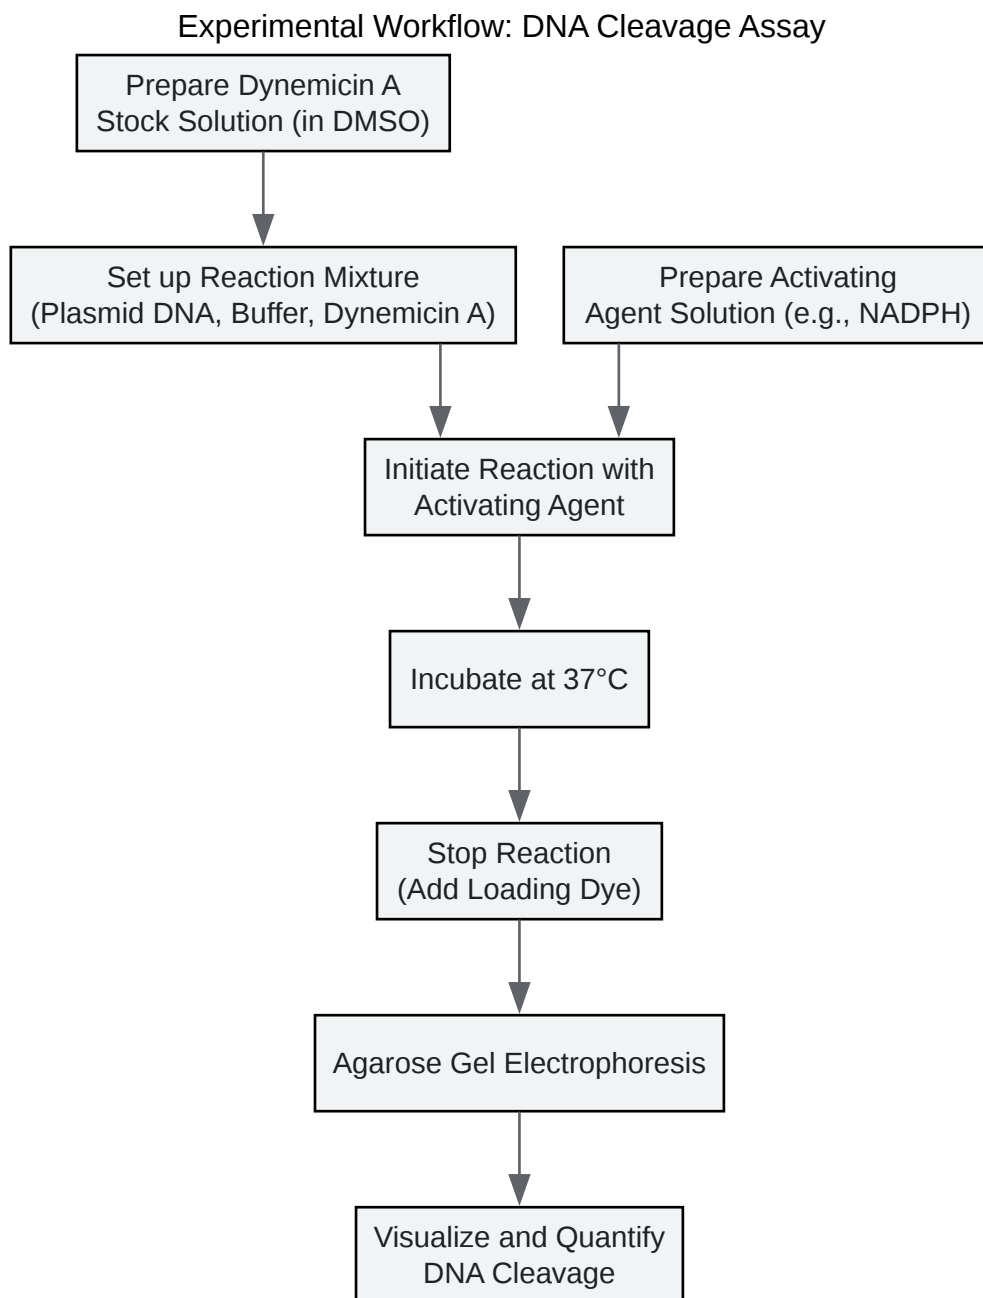 Experimental Workflow: DNA Cleavage Assay
Prepare Dynemicin A
Stock Solution (in DMSO)
Set up Reaction Mixture
(Plasmid DNA, Buffer, Dynemicin A)
Prepare Activating
Agent Solution (e.g., NADPH)
Initiate Reaction with
Activating Agent
Incubate at 37°C
Stop Reaction
(Add Loading Dye)
Agarose Gel Electrophoresis
Visualize and Quantify
DNA Cleavage